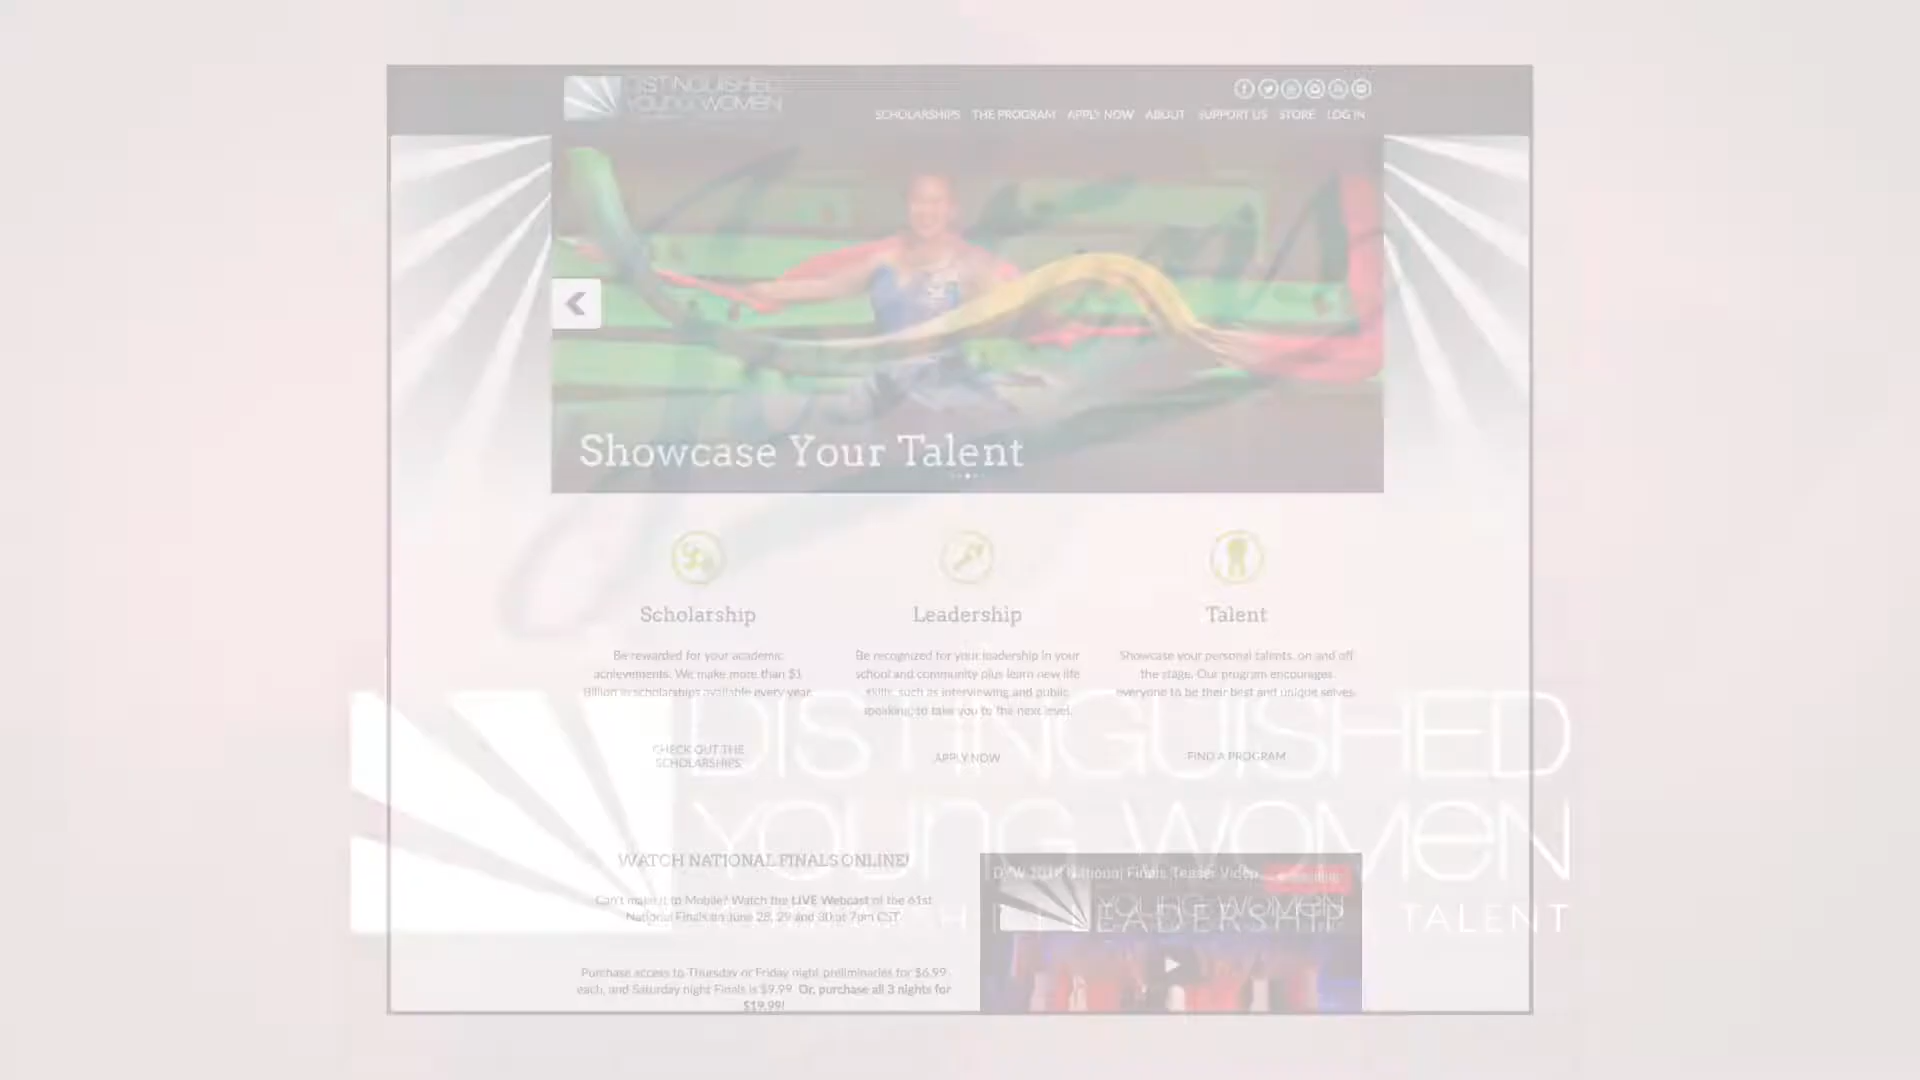 DISTINGUISHED
YOUNG WOMEN
SCHOLARSHIPS THE PROGRAM APPLY NOW ABOUT SUPPORT US STORE LOG IN
Showcase Your Talent
Scholarship
Be rewarded for your academic
achievements. We make more than $1
Billion in scholarships available every year.
CHECK OUT THE
SCHOLARSHIPS
Leadership
Be recognized for your leadership in your
school and community plus learn new life
skills, such as interviewing and public
speaking, to take you to the next level.
APPLY NOW
Talent
Showcase your personal talents, on and off
the stage. Our program encourages
everyone to be their best and unique selves.
FIND A PROGRAM
DISTINGUISHED
YOUNG WOMEN
LEADERSHIP TALENT
WATCH NATIONAL FINALS ONLINE!
Can't make it to Mobile? Watch the LIVE Webcast of the 61st
National Finals on June 28, 29 and 30 at 7pm CST.
Purchase access to Thursday or Friday night preliminaries for $6.99
each, and Saturday night Finals is $9.99. Or, purchase all 3 nights for
$19.99!
DYW 2018 National Finals Teaser Video
YOUNG WOMEN